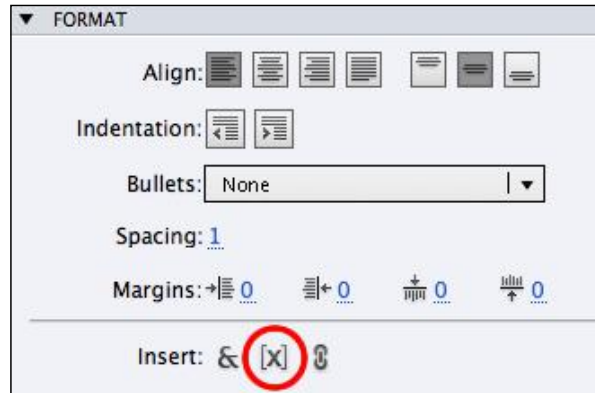 FORMAT
Align:
Indentation:
Bullets: None
Spacing: 1
Margins: 0 0 0 0
Insert: & [x]